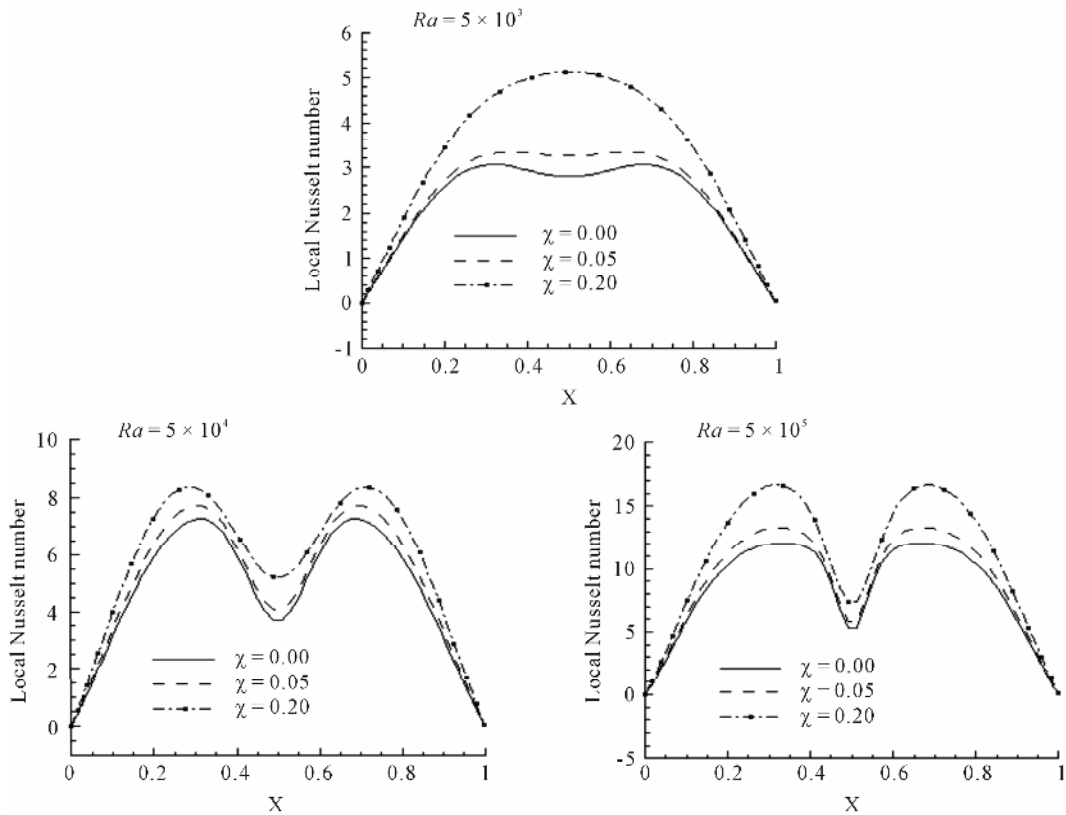 Ra = 5 × 10³
6
5
4
3
2
1
0
-1
Local Nusselt number
χ = 0.00
χ = 0.05
χ = 0.20
0 0.2 0.4 0.6 0.8 1
X
Ra = 5 × 10⁴
10
8
6
4
2
0
Local Nusselt number
χ = 0.00
χ = 0.05
χ = 0.20
0 0.2 0.4 0.6 0.8 1
X
Ra = 5 × 10⁵
20
15
10
5
0
-5
Local Nusselt number
χ = 0.00
χ – 0.05
χ = 0.20
0 0.2 0.4 0.6 0.8 1
X